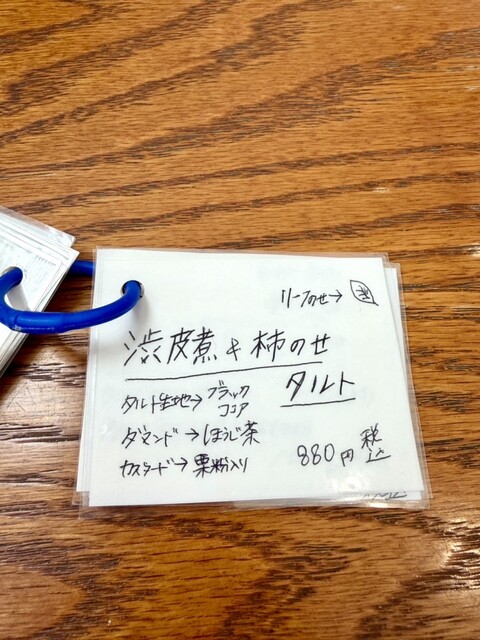 リーフのせ→
渋皮煮+柿のせ
タルト
タルト生地→ブラックココア
ダマンド→ほうじ茶
カスタード→栗粉入り
880円税込